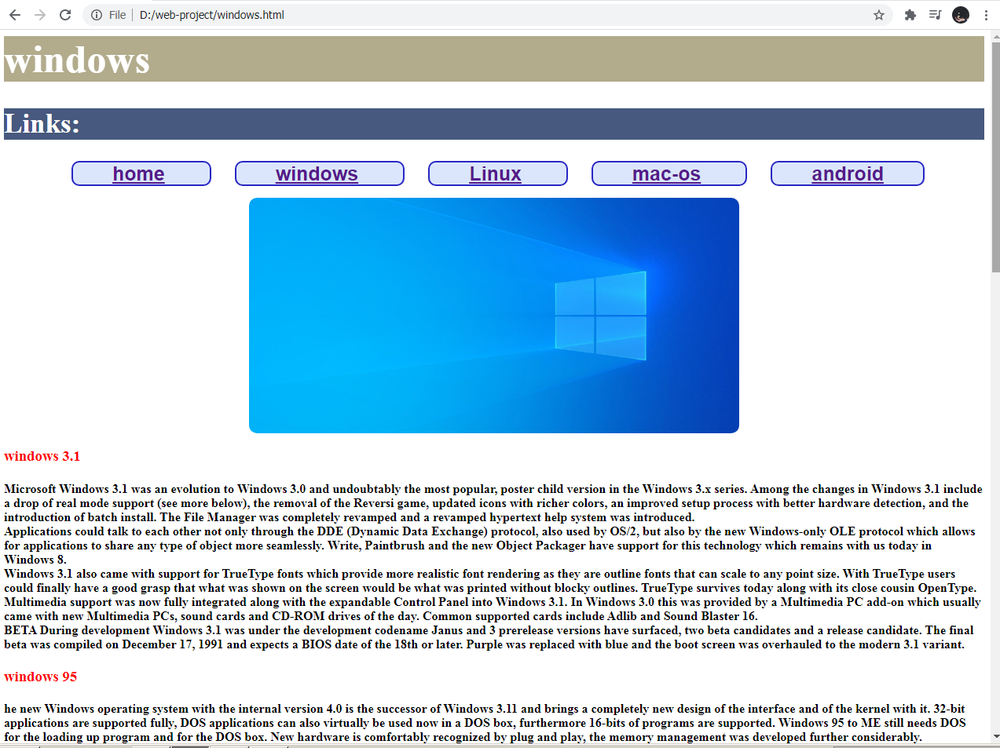 File | D:/web-project/windows.html
windows
Links:
home windows Linux mac-os android
windows 3.1
Microsoft Windows 3.1 was an evolution to Windows 3.0 and undoubtably the most popular, poster child version in the Windows 3.x series. Among the changes in Windows 3.1 include
a drop of real mode support (see more below), the removal of the Reversi game, updated icons with richer colors, an improved setup process with better hardware detection, and the
introduction of batch install. The File Manager was completely revamped and a revamped hypertext help system was introduced.
Applications could talk to each other not only through the DDE (Dynamic Data Exchange) protocol, also used by OS/2, but also by the new Windows-only OLE protocol which allows
for applications to share any type of object more seamlessly. Write, Paintbrush and the new Object Packager have support for this technology which remains with us today in
Windows 8.
Windows 3.1 also came with support for TrueType fonts which provide more realistic font rendering as they are outline fonts that can scale to any point size. With TrueType users
could finally have a good grasp that what was shown on the screen would be what was printed without blocky outlines. TrueType survives today along with its close cousin OpenType.
Multimedia support was now fully integrated along with the expandable Control Panel into Windows 3.1. In Windows 3.0 this was provided by a Multimedia PC add-on which usually
came with new Multimedia PCs, sound cards and CD-ROM drives of the day. Common supported cards include Adlib and Sound Blaster 16.
BETA During development Windows 3.1 was under the development codename Janus and 3 prerelease versions have surfaced, two beta candidates and a release candidate. The final
beta was compiled on December 17, 1991 and expects a BIOS date of the 18th or later. Purple was replaced with blue and the boot screen was overhauled to the modern 3.1 variant.
windows 95
he new Windows operating system with the internal version 4.0 is the successor of Windows 3.11 and brings a completely new design of the interface and of the kernel with it. 32-bit
applications are supported fully, DOS applications can also virtually be used now in a DOS box, furthermore 16-bits of programs are supported. Windows 95 to ME still needs DOS
for the loading up program and for the DOS box. New hardware is comfortably recognized by plug and play, the memory management was developed further considerably.